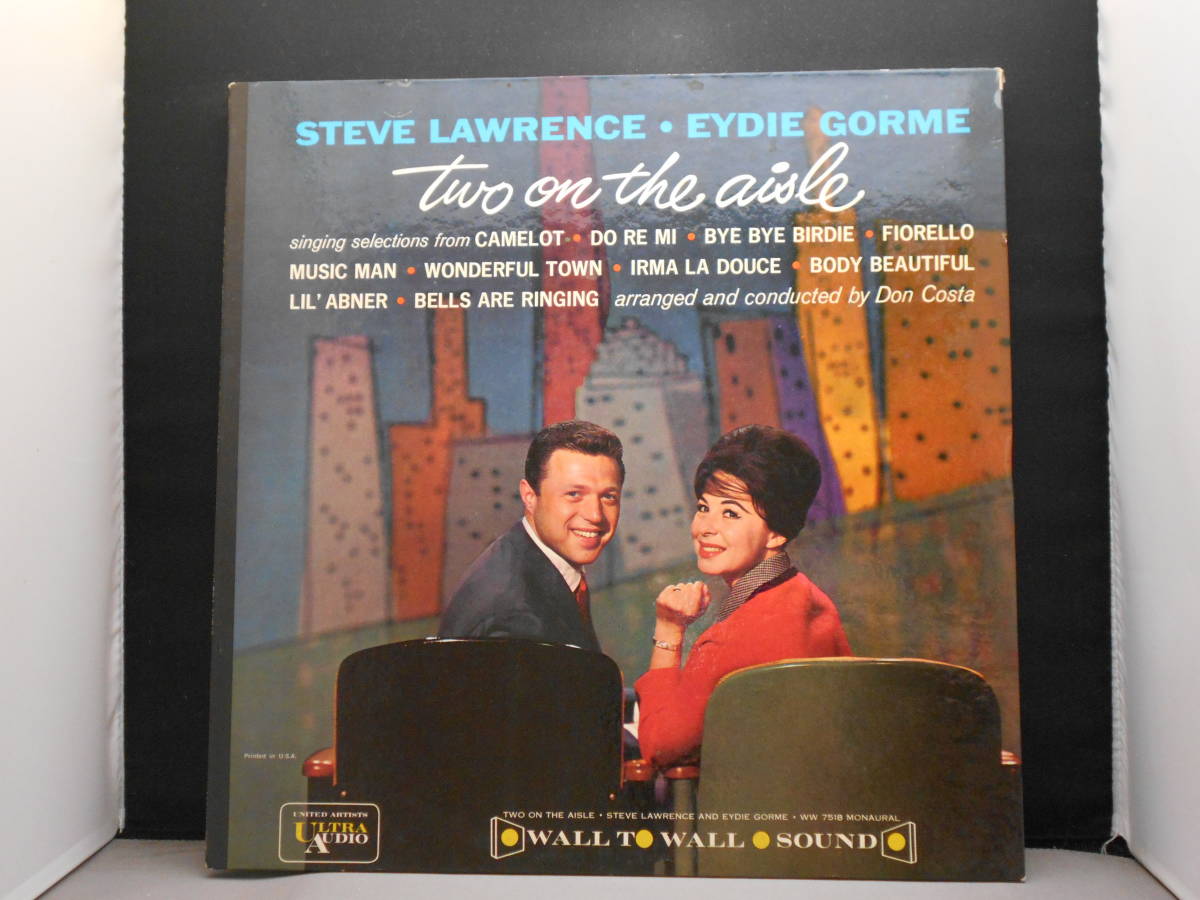 STEVE LAWRENCE • EYDIE GORME
two on the aisle
singing selections from CAMELOT • DO RE MI • BYE BYE BIRDIE • FIORELLO
MUSIC MAN • WONDERFUL TOWN • IRMA LA DOUCE • BODY BEAUTIFUL
LIL' ABNER • BELLS ARE RINGING arranged and conducted by Don Costa
Printed in U.S.A.
UNITED ARTISTS
ULTRA
AUDIO
TWO ON THE AISLE • STEVE LAWRENCE AND EYDIE GORME • WW 7518 MONAURAL
WALL TO WALL SOUND